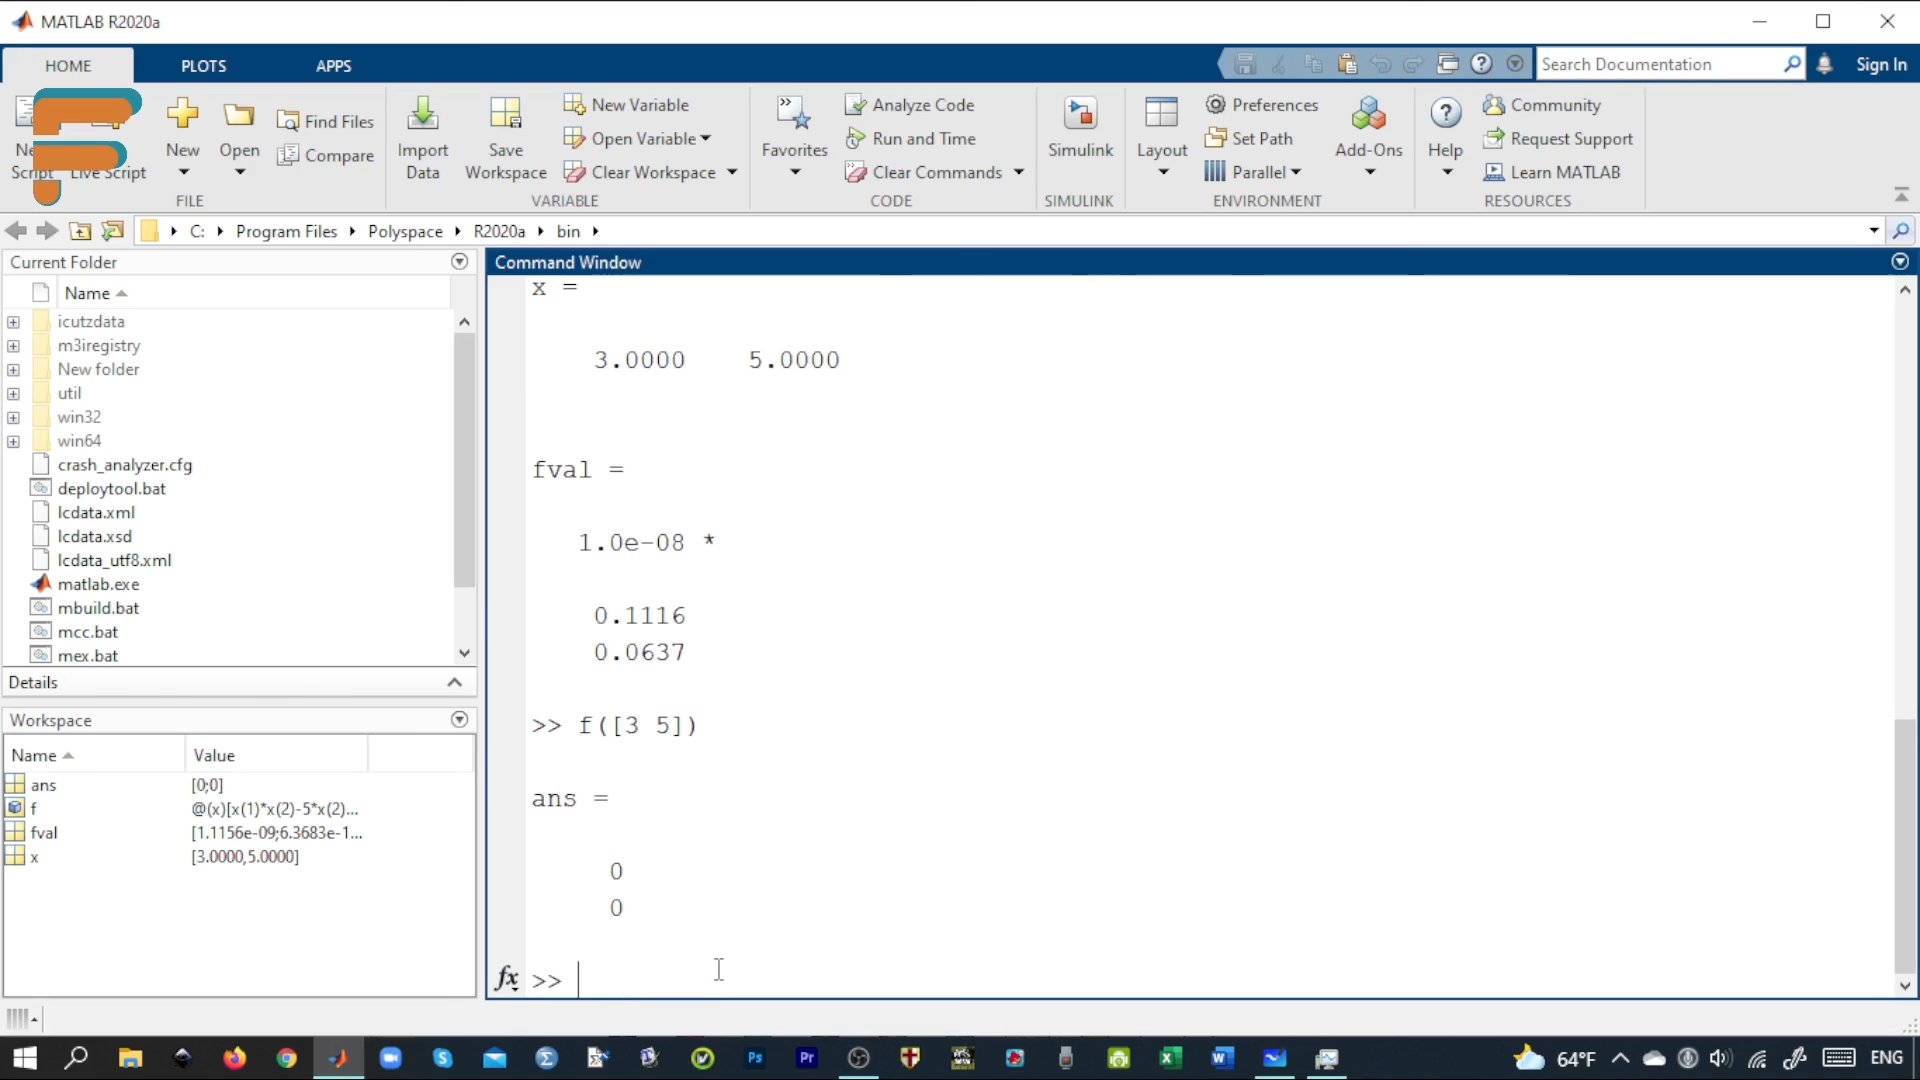 MATLAB R2020a
HOME
PLOTS
APPS
Search Documentation
Sign In
Script
Live Script
New
Open
Find Files
Compare
FILE
Import
Data
Save
Workspace
New Variable
Open Variable
Clear Workspace
VARIABLE
Favorites
Analyze Code
Run and Time
Clear Commands
CODE
Simulink
SIMULINK
Layout
Preferences
Set Path
Parallel
ENVIRONMENT
Add-Ons
Help
Community
Request Support
Learn MATLAB
RESOURCES
C: Program Files Polyspace R2020a bin
Current Folder
Name
icutzdata
m3iregistry
New folder
util
win32
win64
crash_analyzer.cfg
deploytool.bat
lcdata.xml
lcdata.xsd
lcdata_utf8.xml
matlab.exe
mbuild.bat
mcc.bat
mex.bat
Details
Workspace
Name Value
ans [0;0]
f @(x)[x(1)*x(2)-5*x(2)...
fval [1.1156e-09;6.3683e-1...
x [3.0000,5.0000]
Command Window
x =
3.0000 5.0000
fval =
1.0e-08 *
0.1116
0.0637
>> f([3 5])
ans =
0
0
fx >>
64°F
ENG